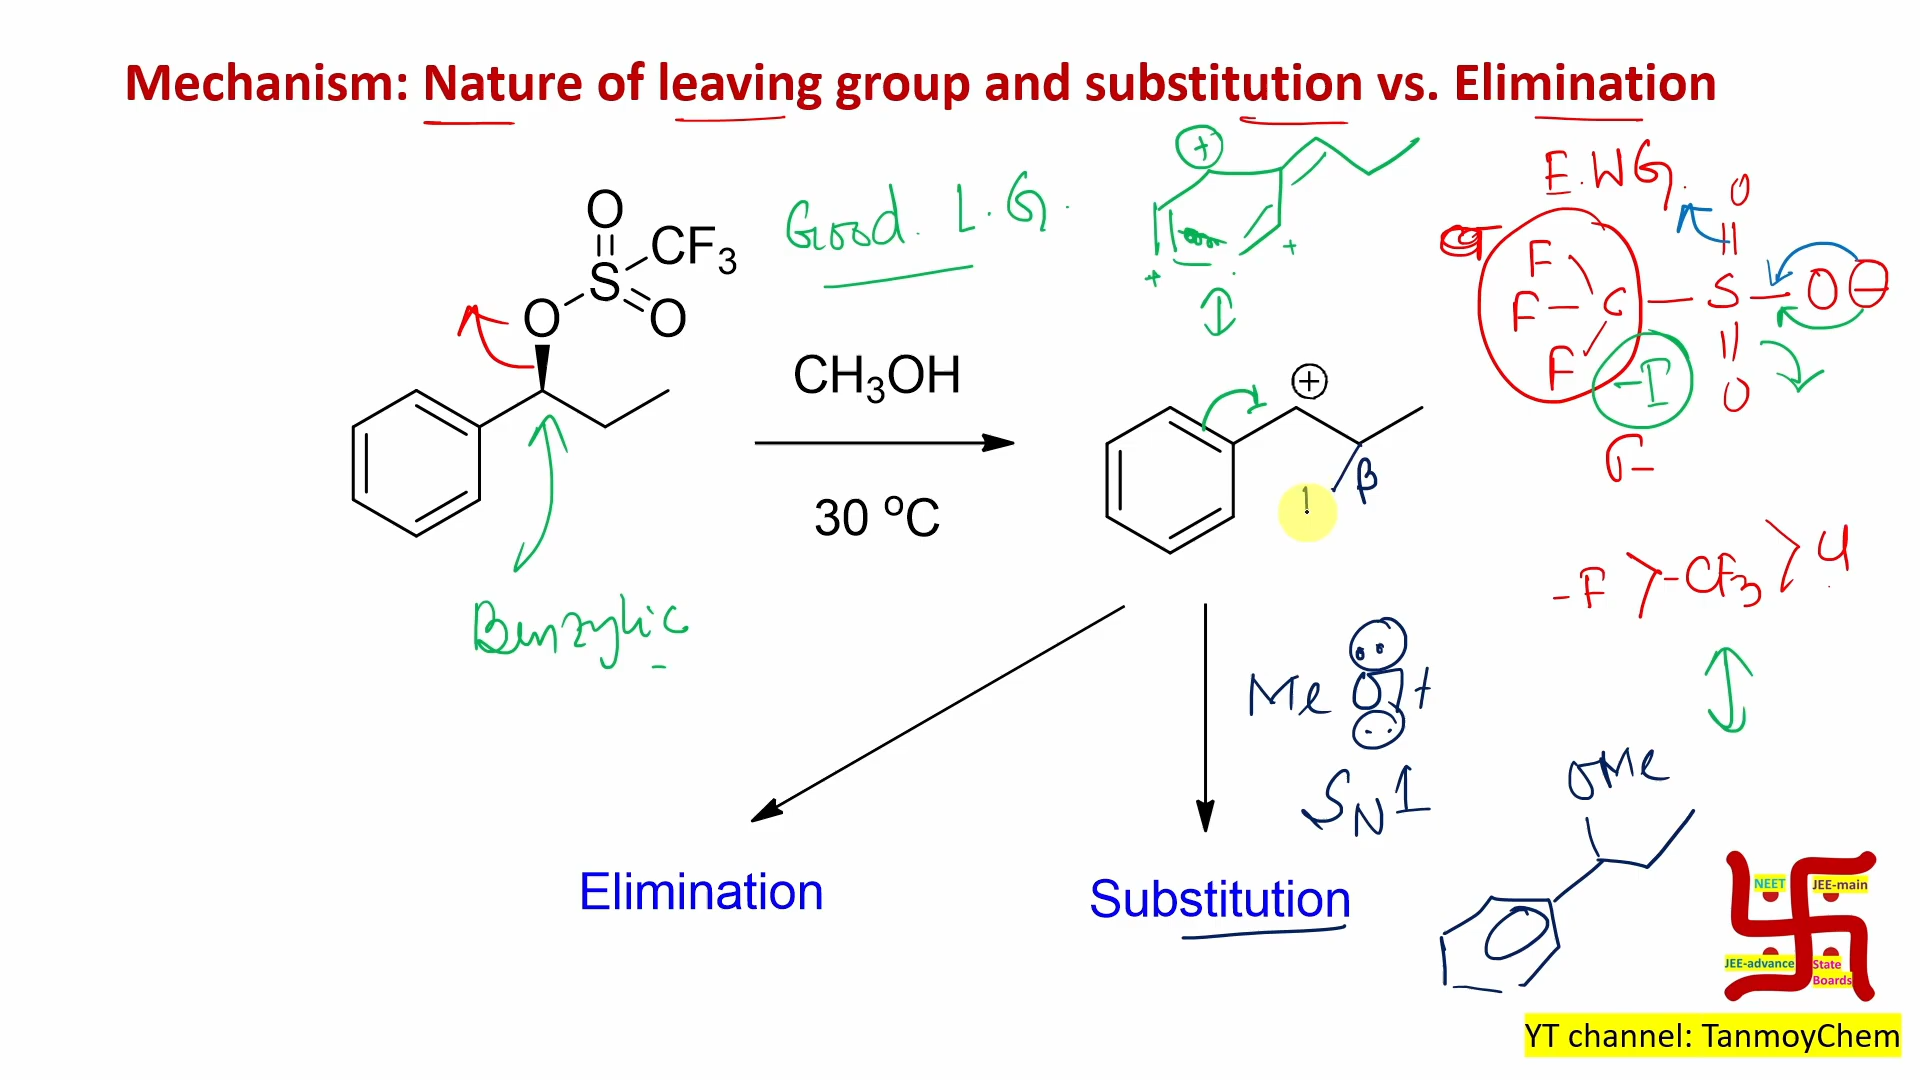 Mechanism: Nature of leaving group and substitution vs. Elimination
Good. L.G.
E.WG.
O
S
CF3
O
O
CH3OH
30 °C
Benzylic
+
+
+
+
β
O
F
F
F
C
S
O
−
O
-I
-F > -CF3 >
Me
O
SN1
OMe
Elimination
Substitution
NEET
JEE-main
JEE-advance
State
Boards
YT channel: TanmoyChem